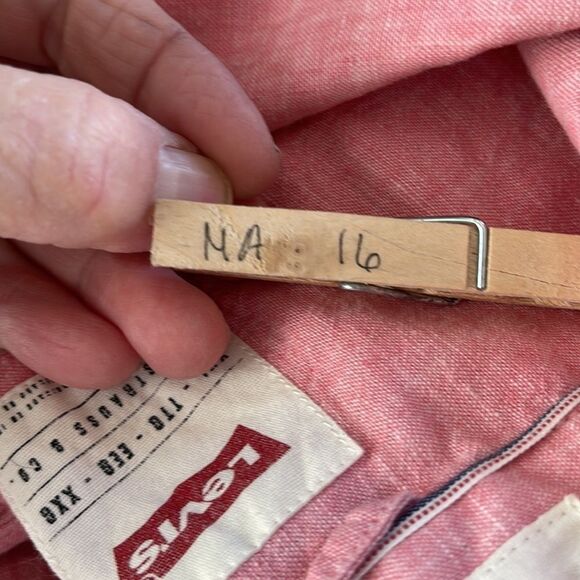 MA : 16
TTG - EEG - XXG
STRAUSS & CO.
LEVI'S